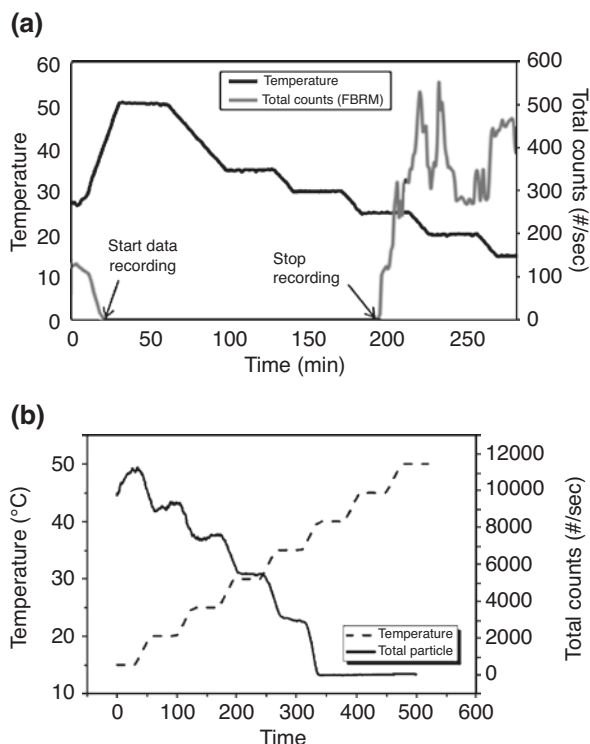 (a)
60
50
40
30
20
10
0
Temperature
Temperature
Total counts (FBRM)
Start data
recording
Stop
recording
600
500
400
300
200
100
0
Total counts (#/sec)
0 50 100 150 200 250
Time (min)
(b)
50
40
30
20
10
Temperature (°C)
Temperature
Total particle
12000
10000
8000
6000
4000
2000
0
Total counts (#/sec)
0 100 200 300 400 500 600
Time